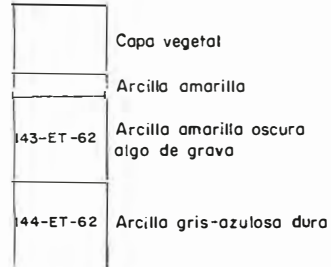 Capa vegetal
Arcilla amarilla
143-ET-62 Arcilla amarilla oscura
algo de grava
144-ET-62 Arcilla gris-azulosa dura